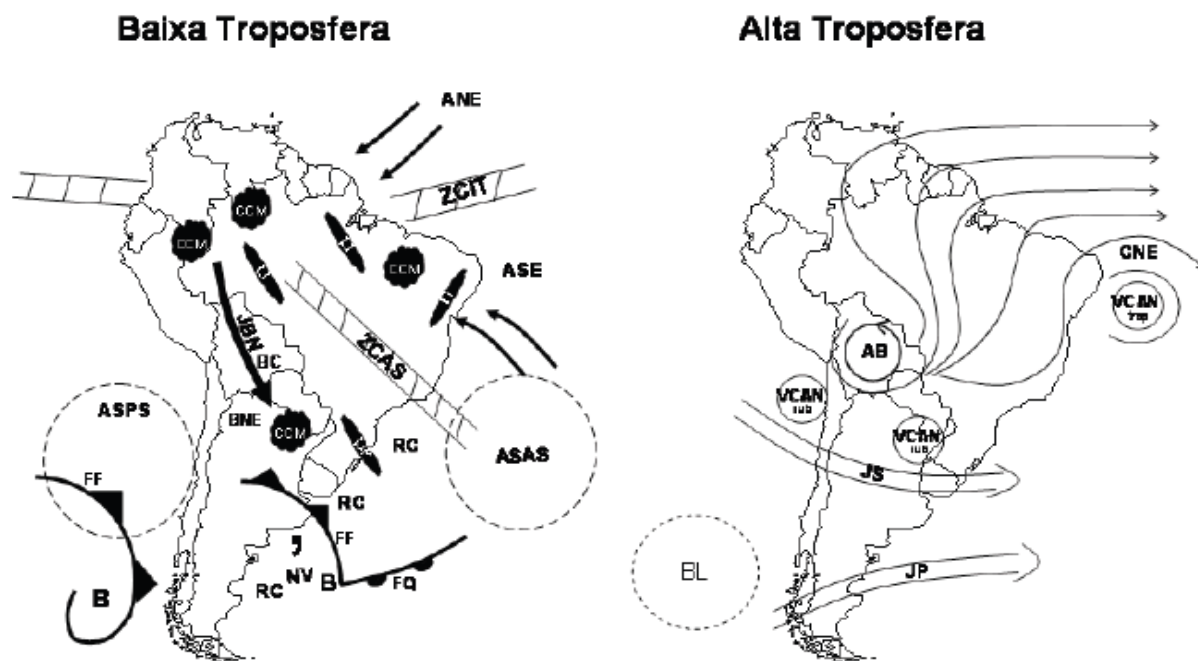 Baixa Troposfera
ANE
ZCIT
CCM
CCM
CCM
ASE
JBN
BC
ZCAS
ASPS
BNE
CCM
RC
ASAS
FF
RC
FF
NV
B
RC
B
FQ
Alta Troposfera
CNE
VCAN
trop
AB
VCAN
sub
VCAN
sub
JS
BL
JP